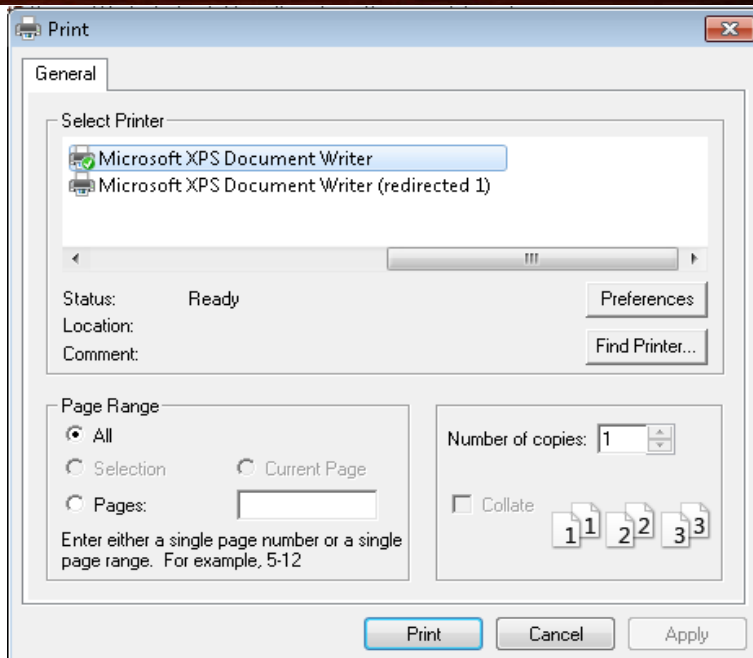 Print
General
Select Printer
Microsoft XPS Document Writer
Microsoft XPS Document Writer (redirected 1)
Status: Ready
Preferences
Location:
Comment:
Find Printer...
Page Range
All
Selection Current Page
Pages:
Enter either a single page number or a single
page range. For example, 5-12
Number of copies: 1
Collate
1 1 2 2 3 3
Print Cancel Apply